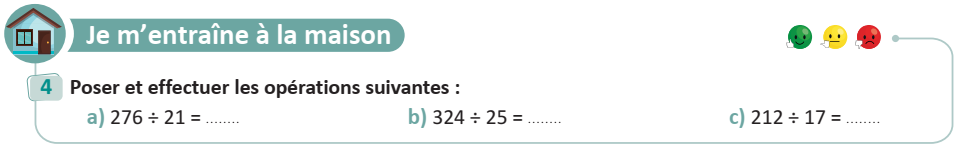 Je m'entraîne à la maison
4 Poser et effectuer les opérations suivantes :
a) 276 ÷ 21 = ........ b) 324 ÷ 25 = ........ c) 212 ÷ 17 = ........